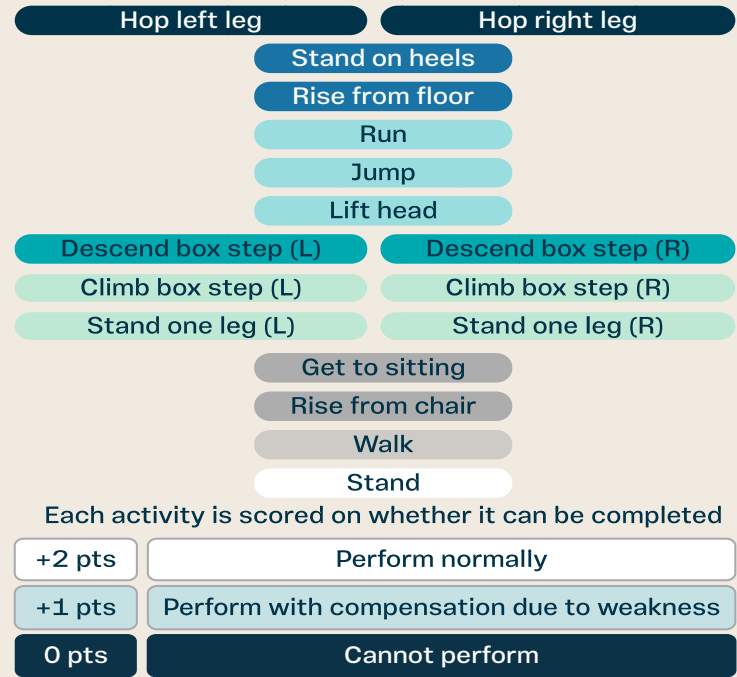 Hop left leg Hop right leg
Stand on heels
Rise from floor
Run
Jump
Lift head
Descend box step (L) Descend box step (R)
Climb box step (L) Climb box step (R)
Stand one leg (L) Stand one leg (R)
Get to sitting
Rise from chair
Walk
Stand
Each activity is scored on whether it can be completed
+2 pts Perform normally
+1 pts Perform with compensation due to weakness
0 pts Cannot perform